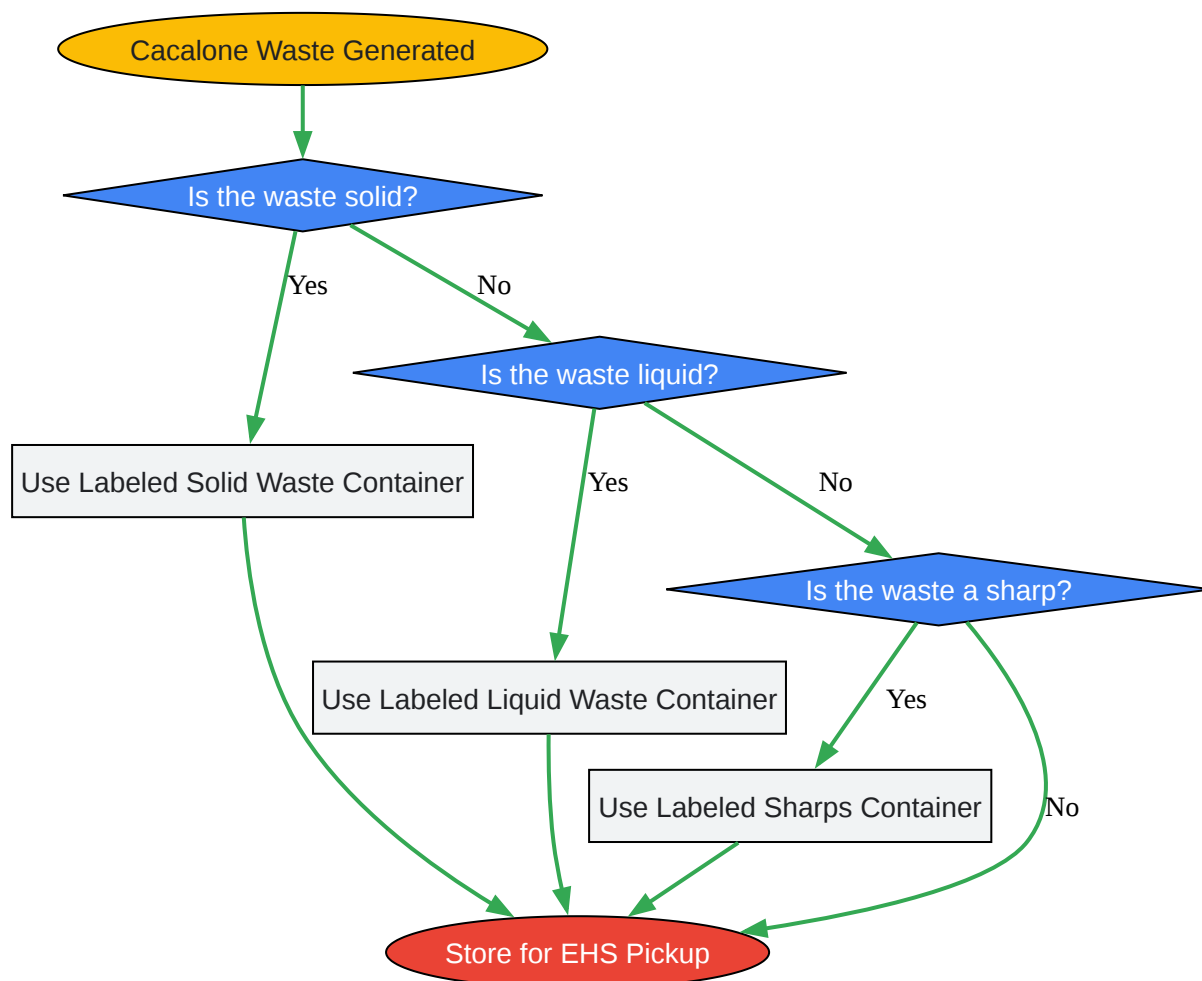 Cacalone Waste Generated
Is the waste solid?
Yes
No
Is the waste liquid?
Use Labeled Solid Waste Container
Yes
No
Is the waste a sharp?
Use Labeled Liquid Waste Container
Yes
Use Labeled Sharps Container
No
Store for EHS Pickup